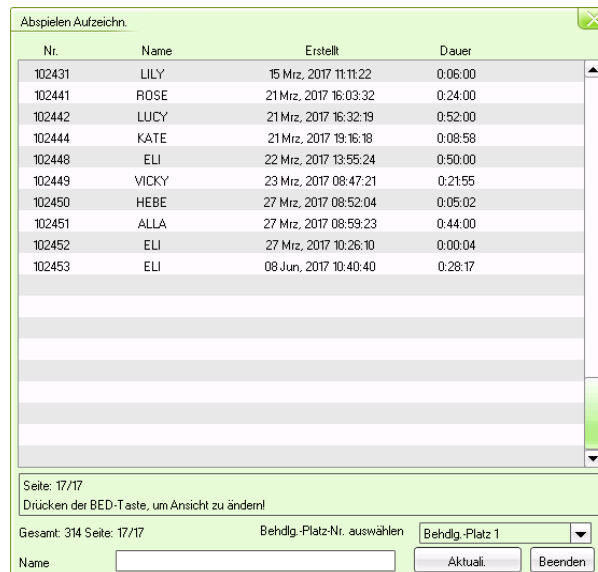 Abspielen Aufzeichn.
Nr. Name Erstellt Dauer
102431 LILY 15 Mrz, 2017 11:11:22 0:06:00
102441 ROSE 21 Mrz, 2017 16:03:32 0:24:00
102442 LUCY 21 Mrz, 2017 16:32:19 0:52:00
102444 KATE 21 Mrz, 2017 19:16:18 0:08:58
102448 ELI 22 Mrz, 2017 13:55:24 0:50:00
102449 VICKY 23 Mrz, 2017 08:47:21 0:21:55
102450 HEBE 27 Mrz, 2017 08:52:04 0:05:02
102451 ALLA 27 Mrz, 2017 08:59:23 0:44:00
102452 ELI 27 Mrz, 2017 10:26:10 0:00:04
102453 ELI 08 Jun, 2017 10:40:40 0:28:17
Seite: 17/17
Drücken der BED-Taste, um Ansicht zu ändern!
Gesamt: 314 Seite: 17/17 Behdlg.-Platz-Nr. auswählen Behdlg.-Platz 1
Name Aktuali. Beenden